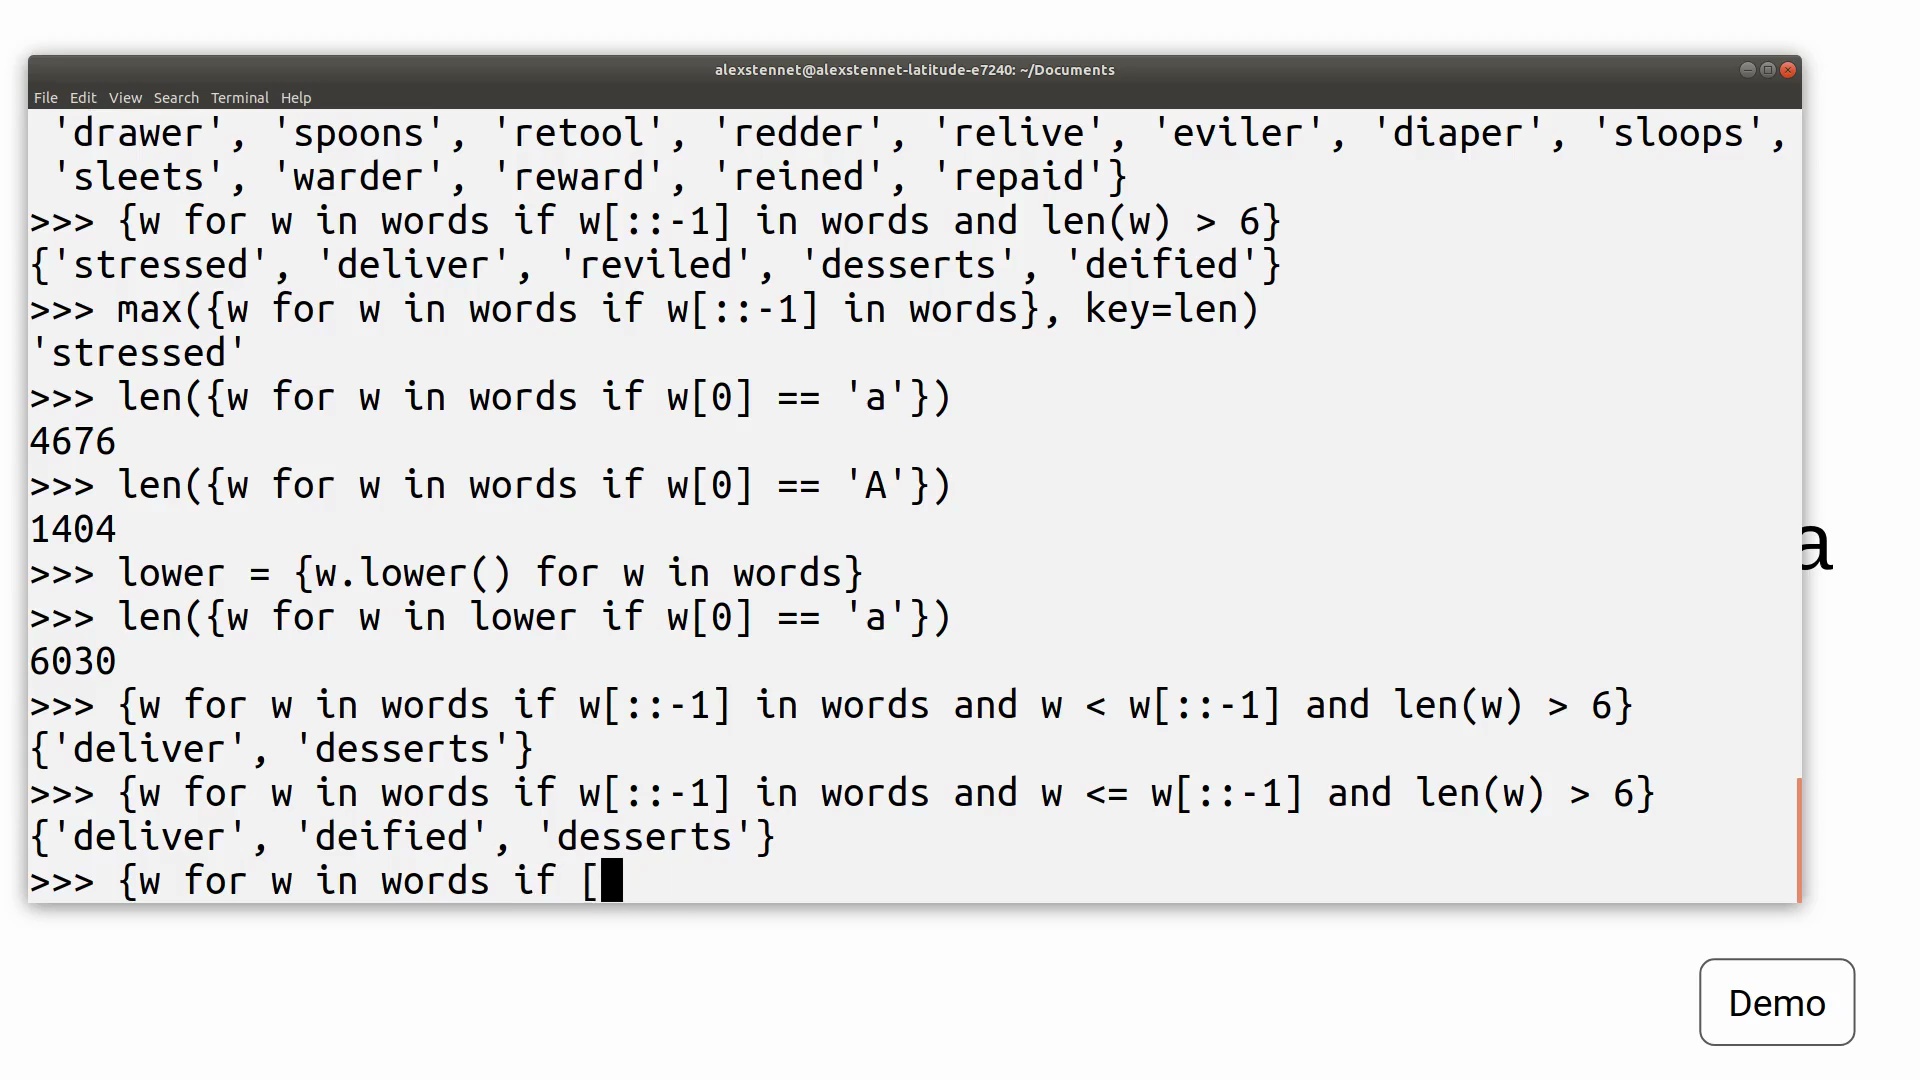 alexstennet@alexstennet-latitude-e7240: ~/Documents
File Edit View Search Terminal Help
'drawer', 'spoons', 'retool', 'redder', 'relive', 'eviler', 'diaper', 'sloops',
'sleets', 'warder', 'reward', 'reined', 'repaid'}
>>> {w for w in words if w[::-1] in words and len(w) > 6}
{'stressed', 'deliver', 'reviled', 'desserts', 'deified'}
>>> max({w for w in words if w[::-1] in words}, key=len)
'stressed'
>>> len({w for w in words if w[0] == 'a'})
4676
>>> len({w for w in words if w[0] == 'A'})
1404
>>> lower = {w.lower() for w in words}
>>> len({w for w in lower if w[0] == 'a'})
6030
>>> {w for w in words if w[::-1] in words and w < w[::-1] and len(w) > 6}
{'deliver', 'desserts'}
>>> {w for w in words if w[::-1] in words and w <= w[::-1] and len(w) > 6}
{'deliver', 'deified', 'desserts'}
>>> {w for w in words if [
a
Demo